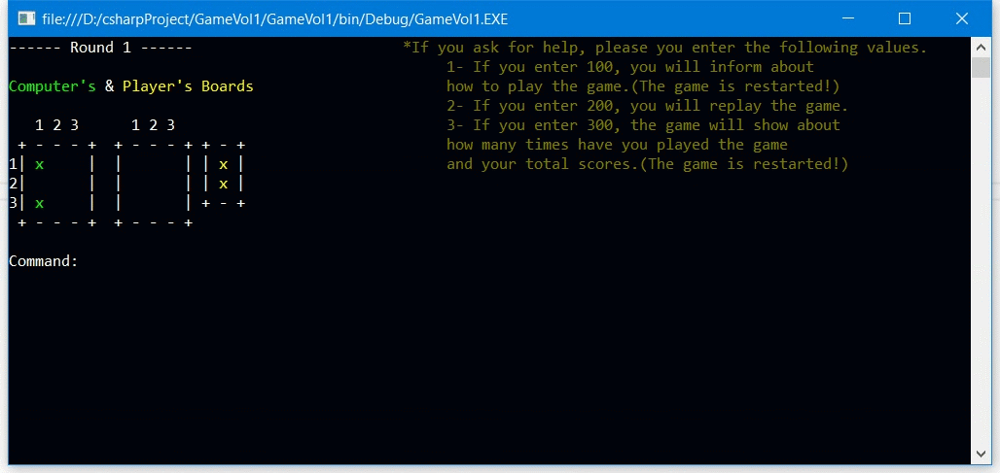 file:///D:/csharpProject/GameVol1/GameVol1/bin/Debug/GameVol1.EXE
------ Round 1 ------
Computer's & Player's Boards
1 2 3      1 2 3
+ - - - +  + - - - + + - +
1| x     |  |       | | x |
2|       |  |       | | x |
3| x     |  |       | + - +
+ - - - +  + - - - +
Command:
*If you ask for help, please you enter the following values.
1- If you enter 100, you will inform about
how to play the game.(The game is restarted!)
2- If you enter 200, you will replay the game.
3- If you enter 300, the game will show about
how many times have you played the game
and your total scores.(The game is restarted!)